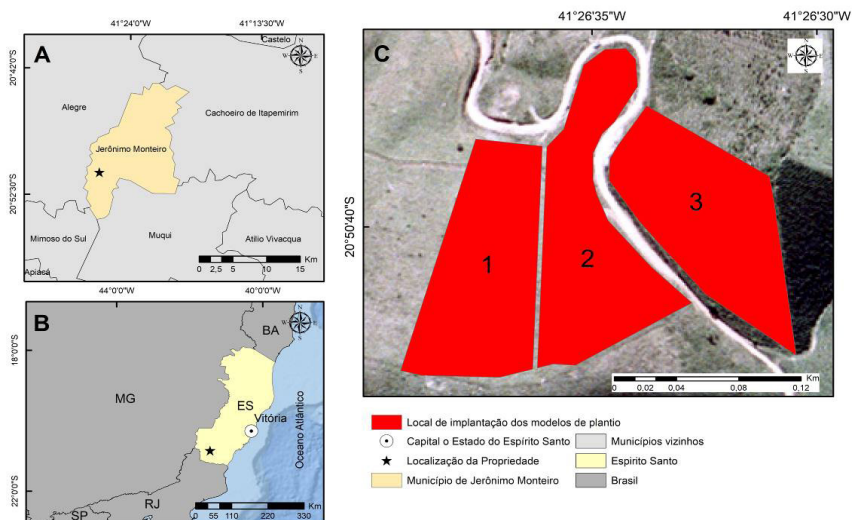 41°24'0"W 41°13'30"W
20°42'0"S
20°52'30"S
A
N
W E
S
Castelo
Alegre
Cachoeiro de Itapemirim
Jerônimo Monteiro
Mimoso do Sul
Muqui
Atilio Vivacqua
Apiacá
Km
0 2,5 5 10 15
44°0'0"W 40°0'0"W
18°0'0"S
22°0'0"S
B
N
W E
S
BA
MG
ES
Vitória
Oceano Atlântico
RJ
SP
Km
0 55 110 220 330
41°26'35"W 41°26'30"W
20°50'40"S
C
N
W E
S
1
2
3
Km
0 0,02 0,04 0,08 0,12
Local de implantação dos modelos de plantio
Capital o Estado do Espírito Santo
Localização da Propriedade
Município de Jerônimo Monteiro
Municípios vizinhos
Espirito Santo
Brasil